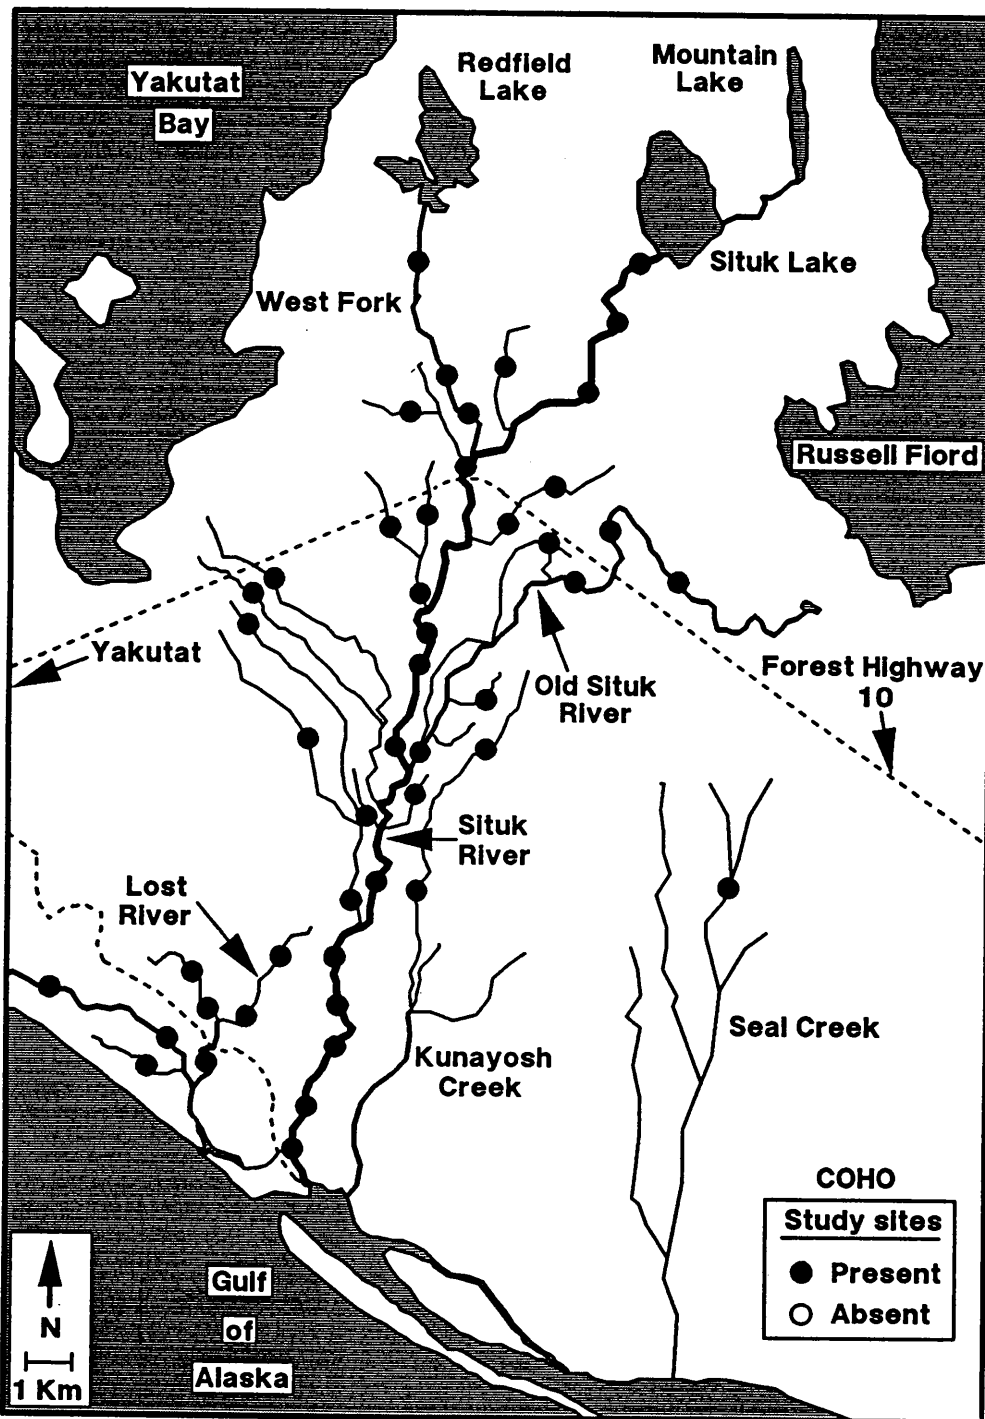 Yakutat
Bay
Redfield
Lake
Mountain
Lake
Situk Lake
West Fork
Russell Fiord
Yakutat
Old Situk
River
Forest Highway
10
Situk
River
Lost
River
Seal Creek
Kunayosh
Creek
COHO
Study sites
Present
Absent
N
1 Km
Gulf
of
Alaska